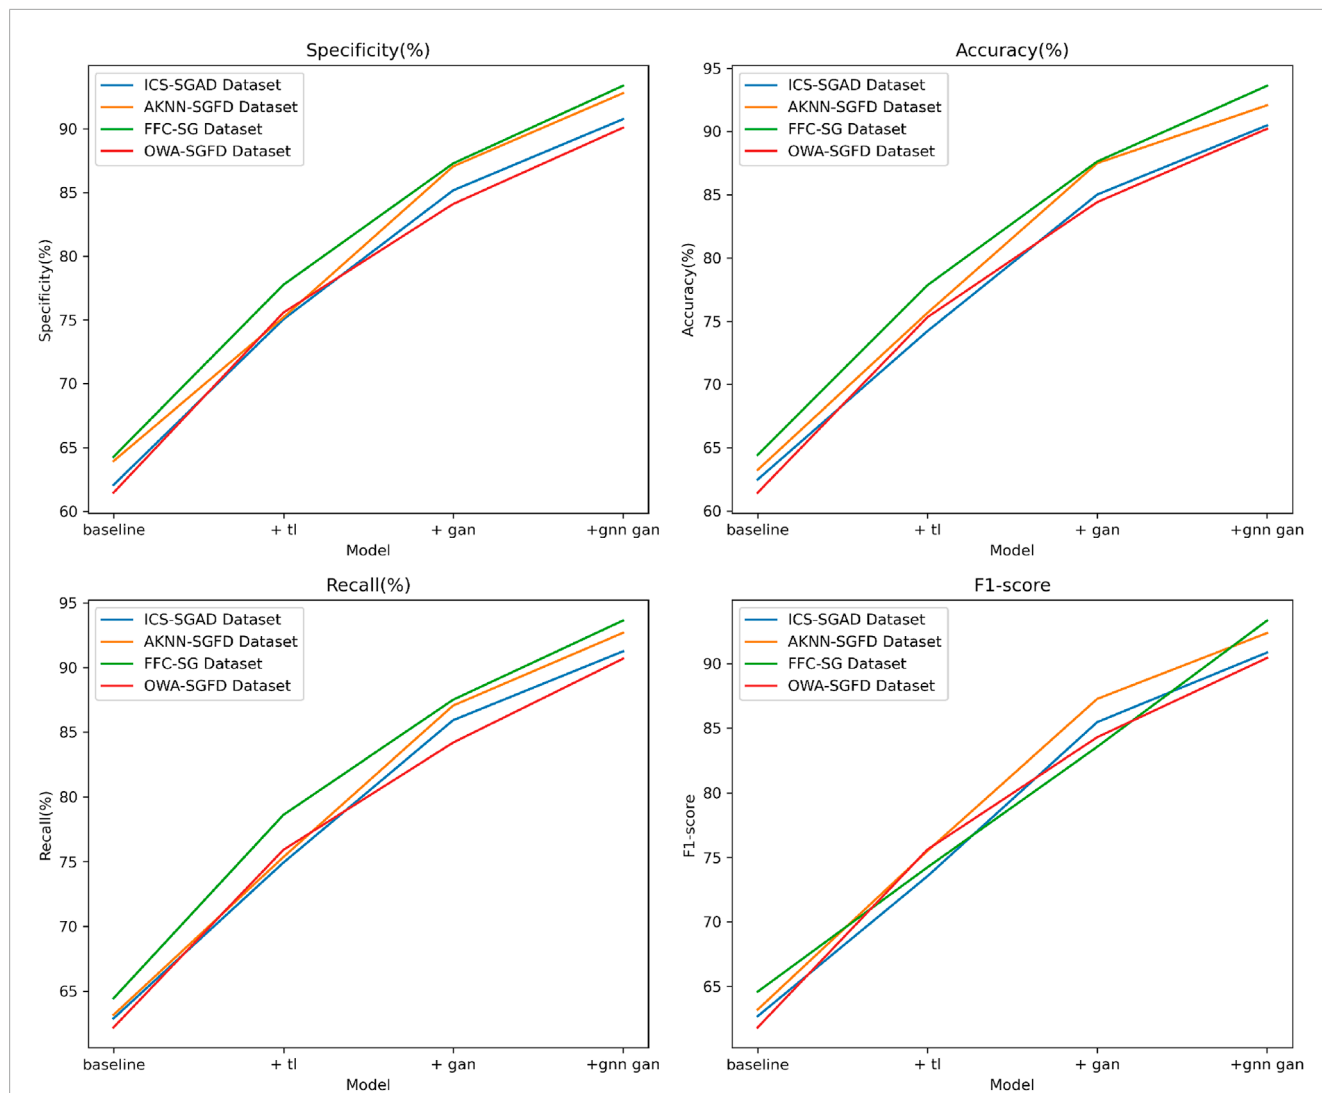 Specificity(%)
ICS-SGAD Dataset
AKNN-SGFD Dataset
FFC-SG Dataset
OWA-SGFD Dataset
Specificity(%)
90
85
80
75
70
65
60
baseline
+ tl
+ gan
+gnn gan
Model
Accuracy(%)
ICS-SGAD Dataset
AKNN-SGFD Dataset
FFC-SG Dataset
OWA-SGFD Dataset
Accuracy(%)
95
90
85
80
75
70
65
60
baseline
+ tl
+ gan
+gnn gan
Model
Recall(%)
ICS-SGAD Dataset
AKNN-SGFD Dataset
FFC-SG Dataset
OWA-SGFD Dataset
Recall(%)
95
90
85
80
75
70
65
baseline
+ tl
+ gan
+gnn gan
Model
F1-score
ICS-SGAD Dataset
AKNN-SGFD Dataset
FFC-SG Dataset
OWA-SGFD Dataset
F1-score
90
85
80
75
70
65
baseline
+ tl
+ gan
+gnn gan
Model